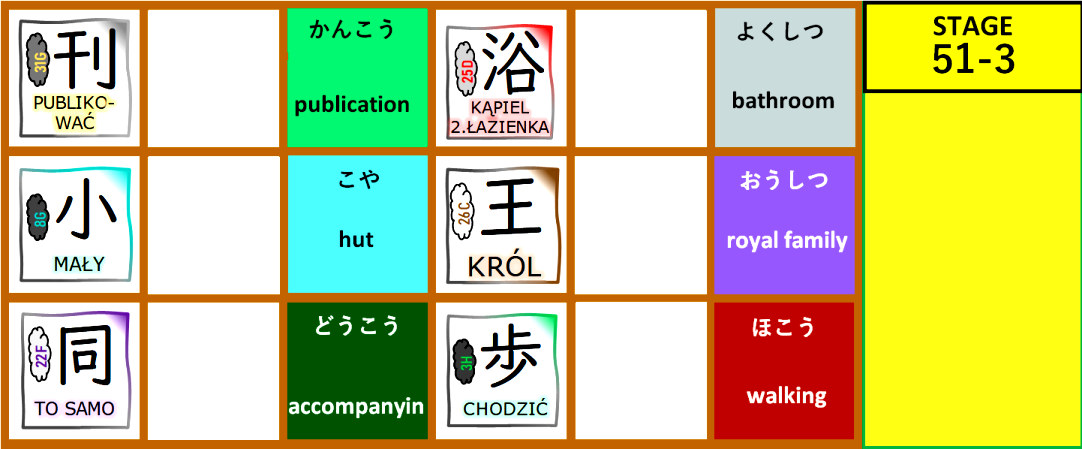 31G
刊
PUBLIKO-
WAĆ
かんこう
publication
25D
浴
KĄPIEL
2.ŁAZIENKA
よくしつ
bathroom
STAGE
51-3
8G
小
MAŁY
こや
hut
26C
王
KRÓL
おうしつ
royal family
22F
同
TO SAMO
どうこう
accompanyin
3H
歩
CHODZIĆ
ほこう
walking